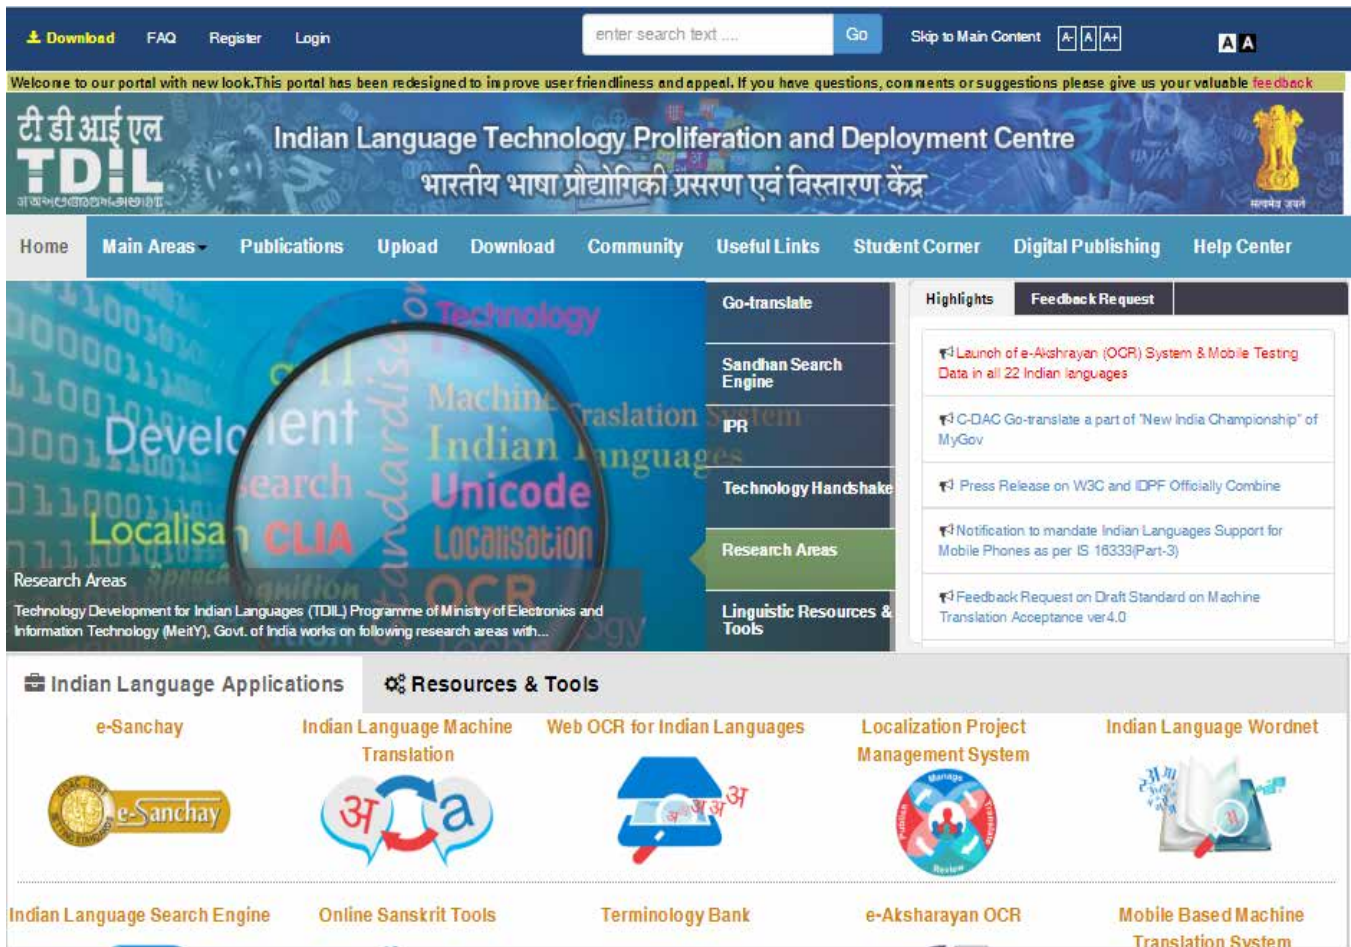 Download FAQ Register Login enter search text .... Go Skip to Main Content A- A A+ A A
Welcome to our portal with new look.This portal has been redesigned to improve user friendliness and appeal. If you have questions, comments or suggestions please give us your valuable feedback
टी डी आई एल
TDIL
Indian Language Technology Proliferation and Deployment Centre
भारतीय भाषा प्रौद्योगिकी प्रसरण एवं विस्तारण केंद्र
सत्यमेव जयते
Home Main Areas Publications Upload Download Community Useful Links Student Corner Digital Publishing Help Center
Technology
Standardisation
Machine Traslation System
Development
Indian Languages
Unicode
Localisan
CLIA
Localisation
OCR
Research Areas
Technology Development for Indian Languages (TDIL) Programme of Ministry of Electronics and
Information Technology (MeitY), Govt. of India works on following research areas with...
Go-translate
Sandhan Search
Engine
IPR
Technology Handshake
Research Areas
Linguistic Resources &
Tools
Highlights Feedback Request
Launch of e-Akshrayan (OCR) System & Mobile Testing
Data in all 22 Indian languages
C-DAC Go-translate a part of "New India Championship" of
MyGov
Press Release on W3C and IDPF Officially Combine
Notification to mandate Indian Languages Support for
Mobile Phones as per IS 16333(Part-3)
Feedback Request on Draft Standard on Machine
Translation Acceptance ver4.0
Indian Language Applications Resources & Tools
e-Sanchay
Indian Language Machine
Translation
Web OCR for Indian Languages
Localization Project
Management System
Indian Language Wordnet
e-Sanchay
अ a
अ अ अ अ
Manage
Translate
Review
Publish
अ
Indian Language Search Engine Online Sanskrit Tools Terminology Bank e-Aksharayan OCR Mobile Based Machine
Translation System